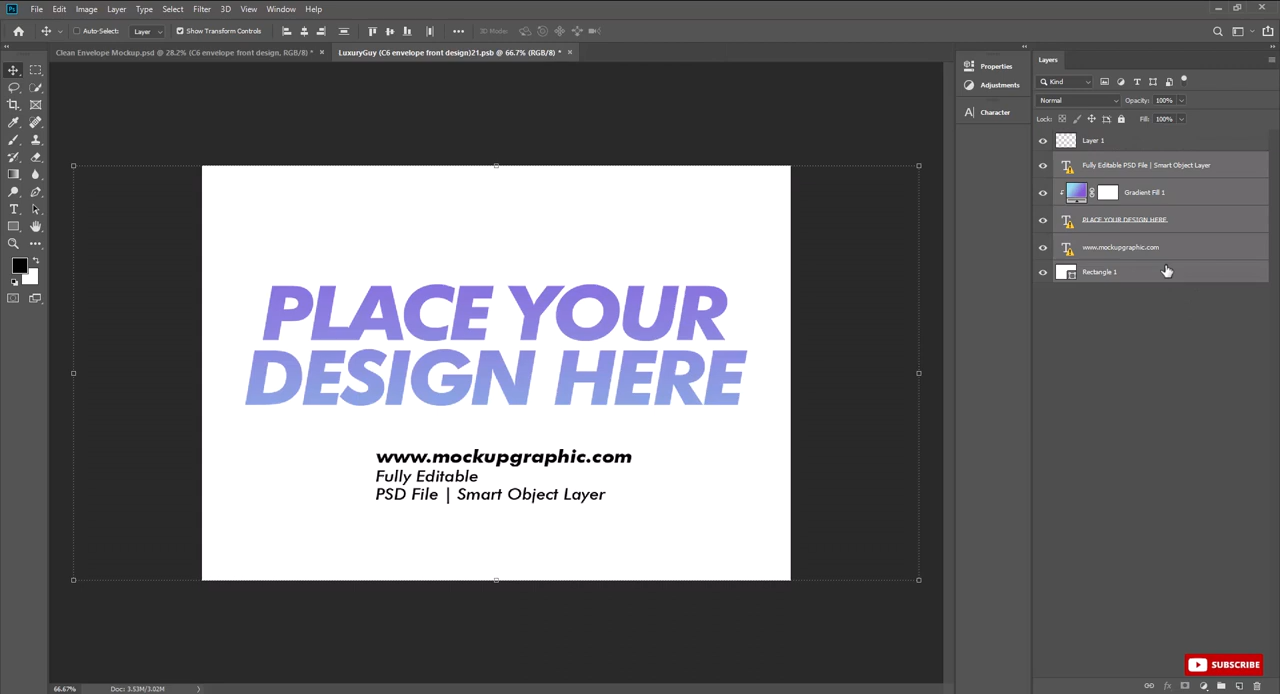 Ps File Edit Image Layer Type Select Filter 3D View Window Help
Auto-Select: Layer Show Transform Controls 3D Mode:
Clean Envelope Mockup.psd @ 28.2% (C6 envelope front design, RGB/8) * × LuxuryGuy (C6 envelope front design)21.psb @ 66.7% (RGB/8) * ×
Properties
Adjustments
Character
Layers
Kind
Normal Opacity: 100%
Lock: Fill: 100%
Layer 1
Fully Editable PSD File | Smart Object Layer
Gradient Fill 1
PLACE YOUR DESIGN HERE
www.mockupgraphic.com
Rectangle 1
PLACE YOUR
DESIGN HERE
www.mockupgraphic.com
Fully Editable
PSD File | Smart Object Layer
SUBSCRIBE
66.67% Doc: 3.53M/3.02M